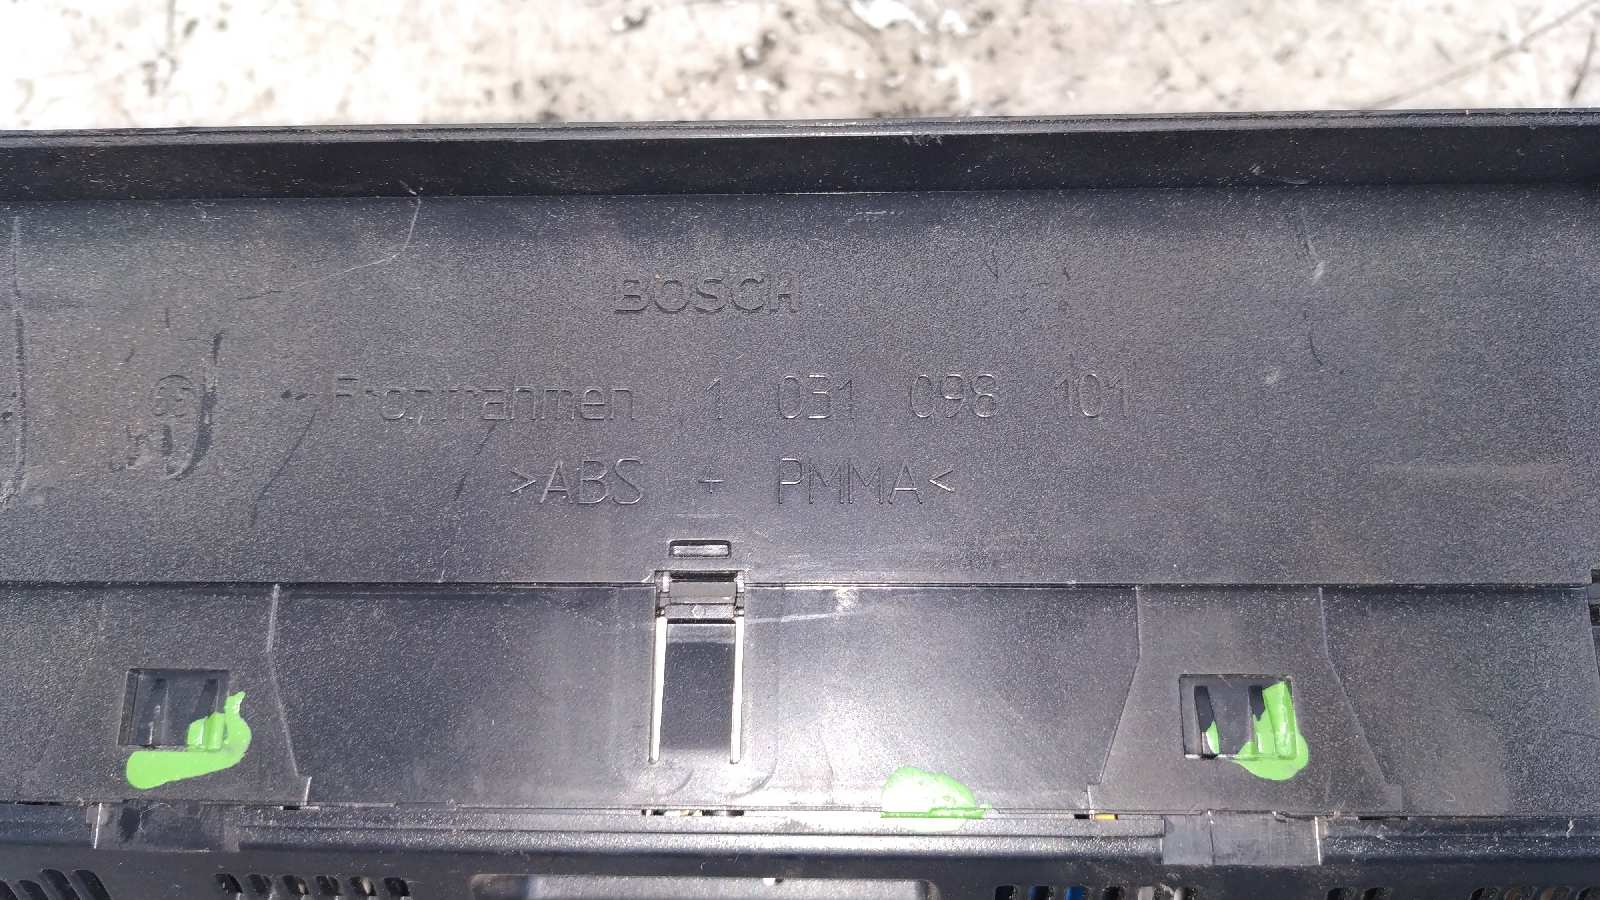 BOSCH
Frontrahmen 1 031 098 101
>ABS + PMMA<